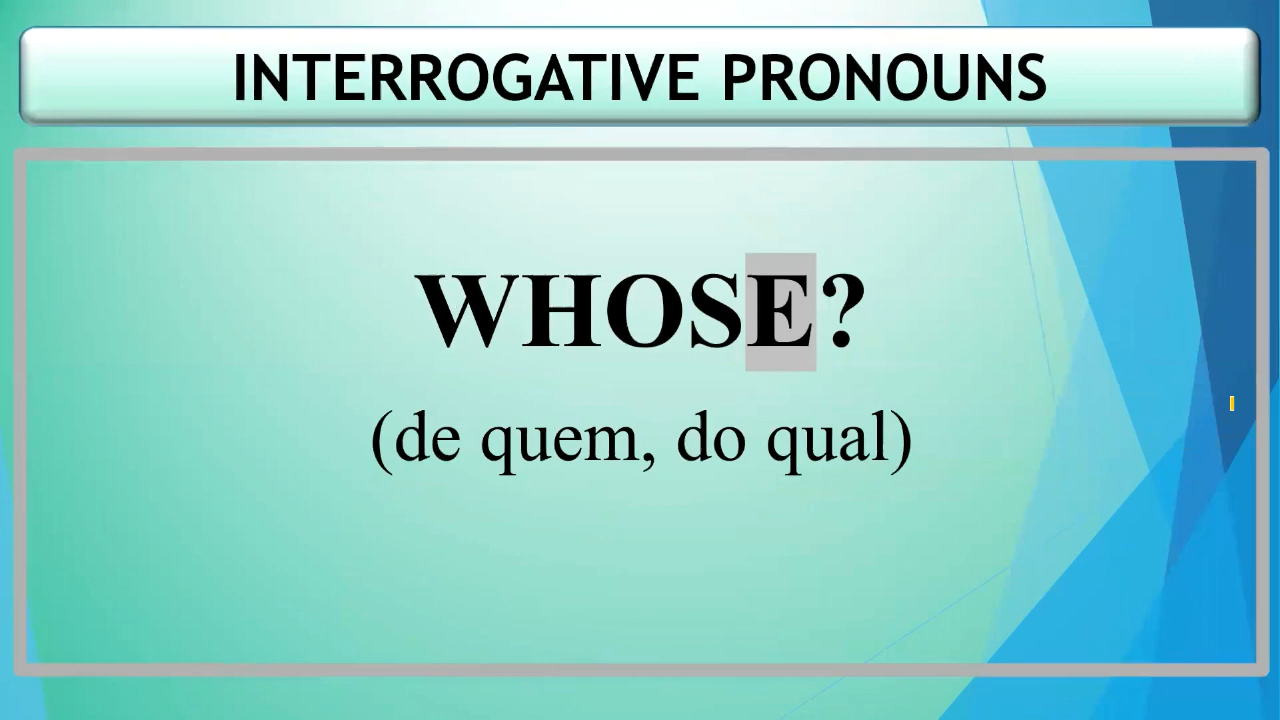 INTERROGATIVE PRONOUNS
WHOSE?
(de quem, do qual)